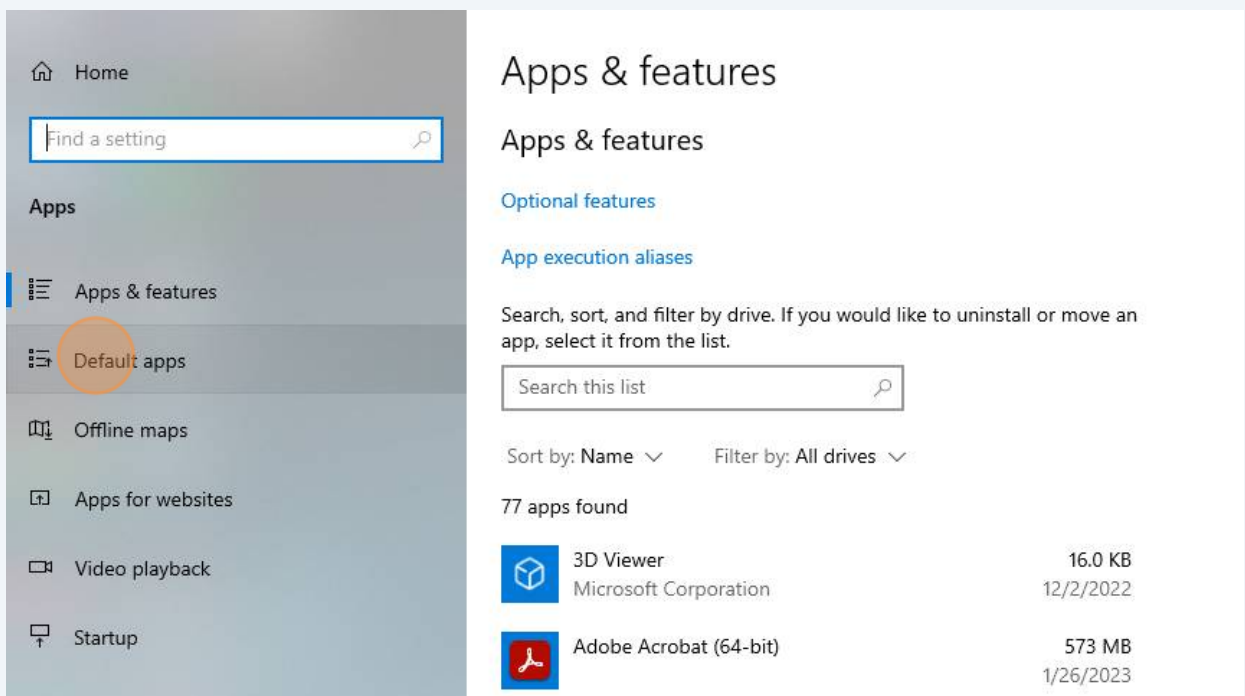 Home
Find a setting
Apps
Apps & features
Default apps
Offline maps
Apps for websites
Video playback
Startup
Apps & features
Apps & features
Optional features
App execution aliases
Search, sort, and filter by drive. If you would like to uninstall or move an
app, select it from the list.
Search this list
Sort by: Name Filter by: All drives
77 apps found
3D Viewer 16.0 KB
Microsoft Corporation 12/2/2022
Adobe Acrobat (64-bit) 573 MB
1/26/2023